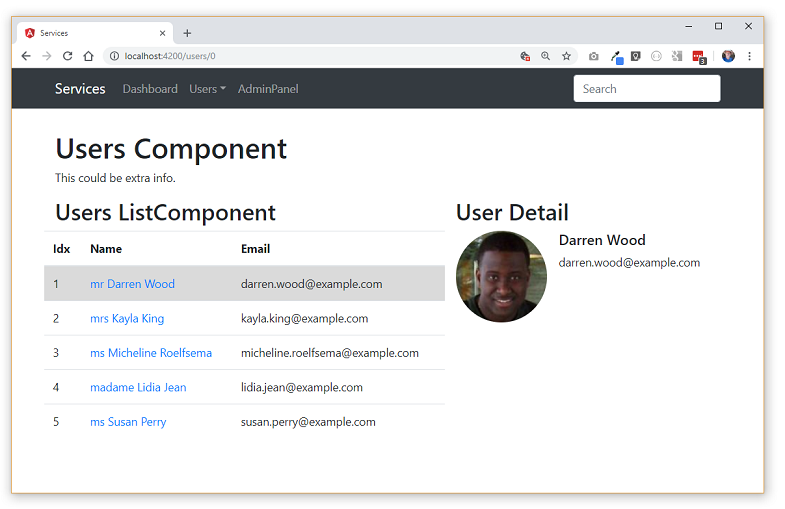 Services
localhost:4200/users/0
3
Services Dashboard Users AdminPanel Search
Users Component
This could be extra info.
Users ListComponent
Idx Name Email
1 mr Darren Wood darren.wood@example.com
2 mrs Kayla King kayla.king@example.com
3 ms Micheline Roelfsema micheline.roelfsema@example.com
4 madame Lidia Jean lidia.jean@example.com
5 ms Susan Perry susan.perry@example.com
User Detail
Darren Wood
darren.wood@example.com